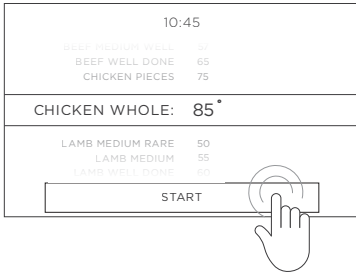 10:45
BEEF MEDIUM WELL
BEEF WELL DONE 65
CHICKEN PIECES 75
CHICKEN WHOLE: 85°
LAMB MEDIUM RARE 50
LAMB MEDIUM 55
LAMB WELL DONE 60
START